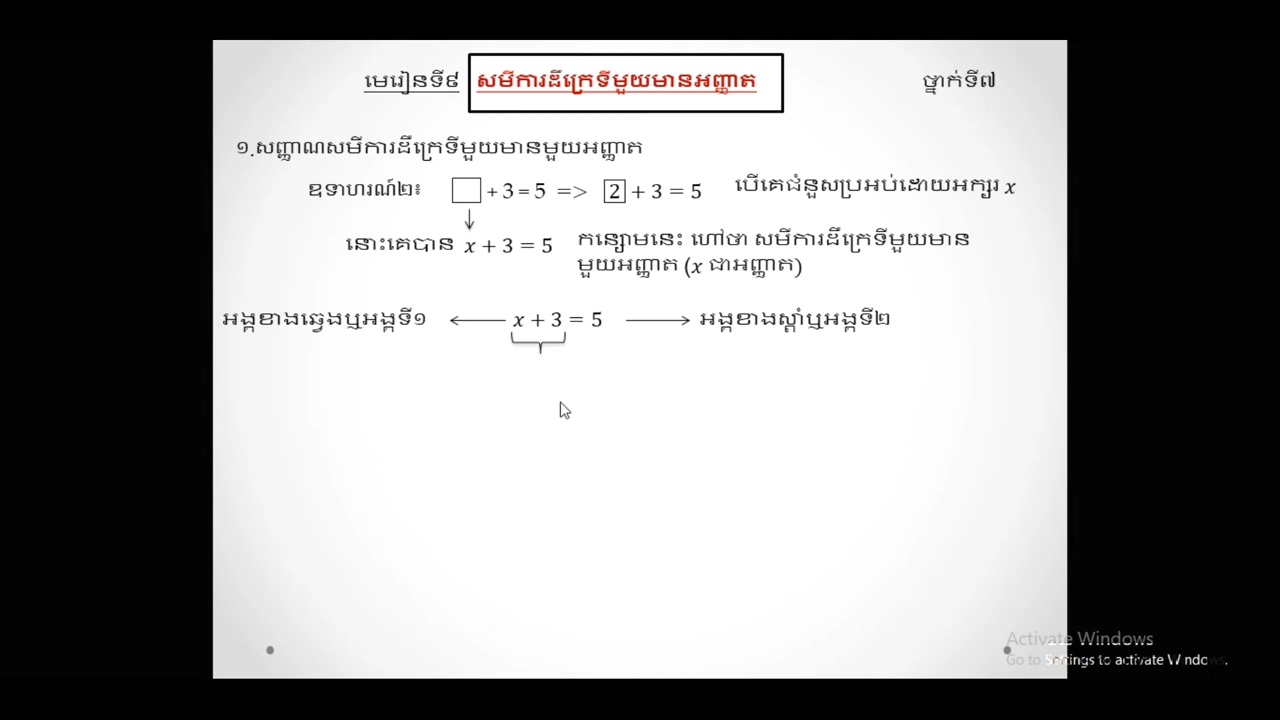 មេរៀនទី៩ សមីការដឺក្រេទីមួយមានអញ្ញាត ថ្នាក់ទី៧
១.សញ្ញាណសមីការដឺក្រេទីមួយមានមួយអញ្ញាត
ឧទាហរណ៍២៖ □ + 3 = 5 => 2 + 3 = 5 បើគេជំនួសប្រអប់ដោយអក្សរ x
នោះគេបាន x + 3 = 5 កន្សោមនេះ ហៅថា សមីការដឺក្រេទីមួយមាន
មួយអញ្ញាត (x ជាអញ្ញាត)
អង្គខាងឆ្វេងឬអង្គទី១ ← x + 3 = 5 → អង្គខាងស្ដាំឬអង្គទី២
Activate Windows
Go to Settings to activate Windows.